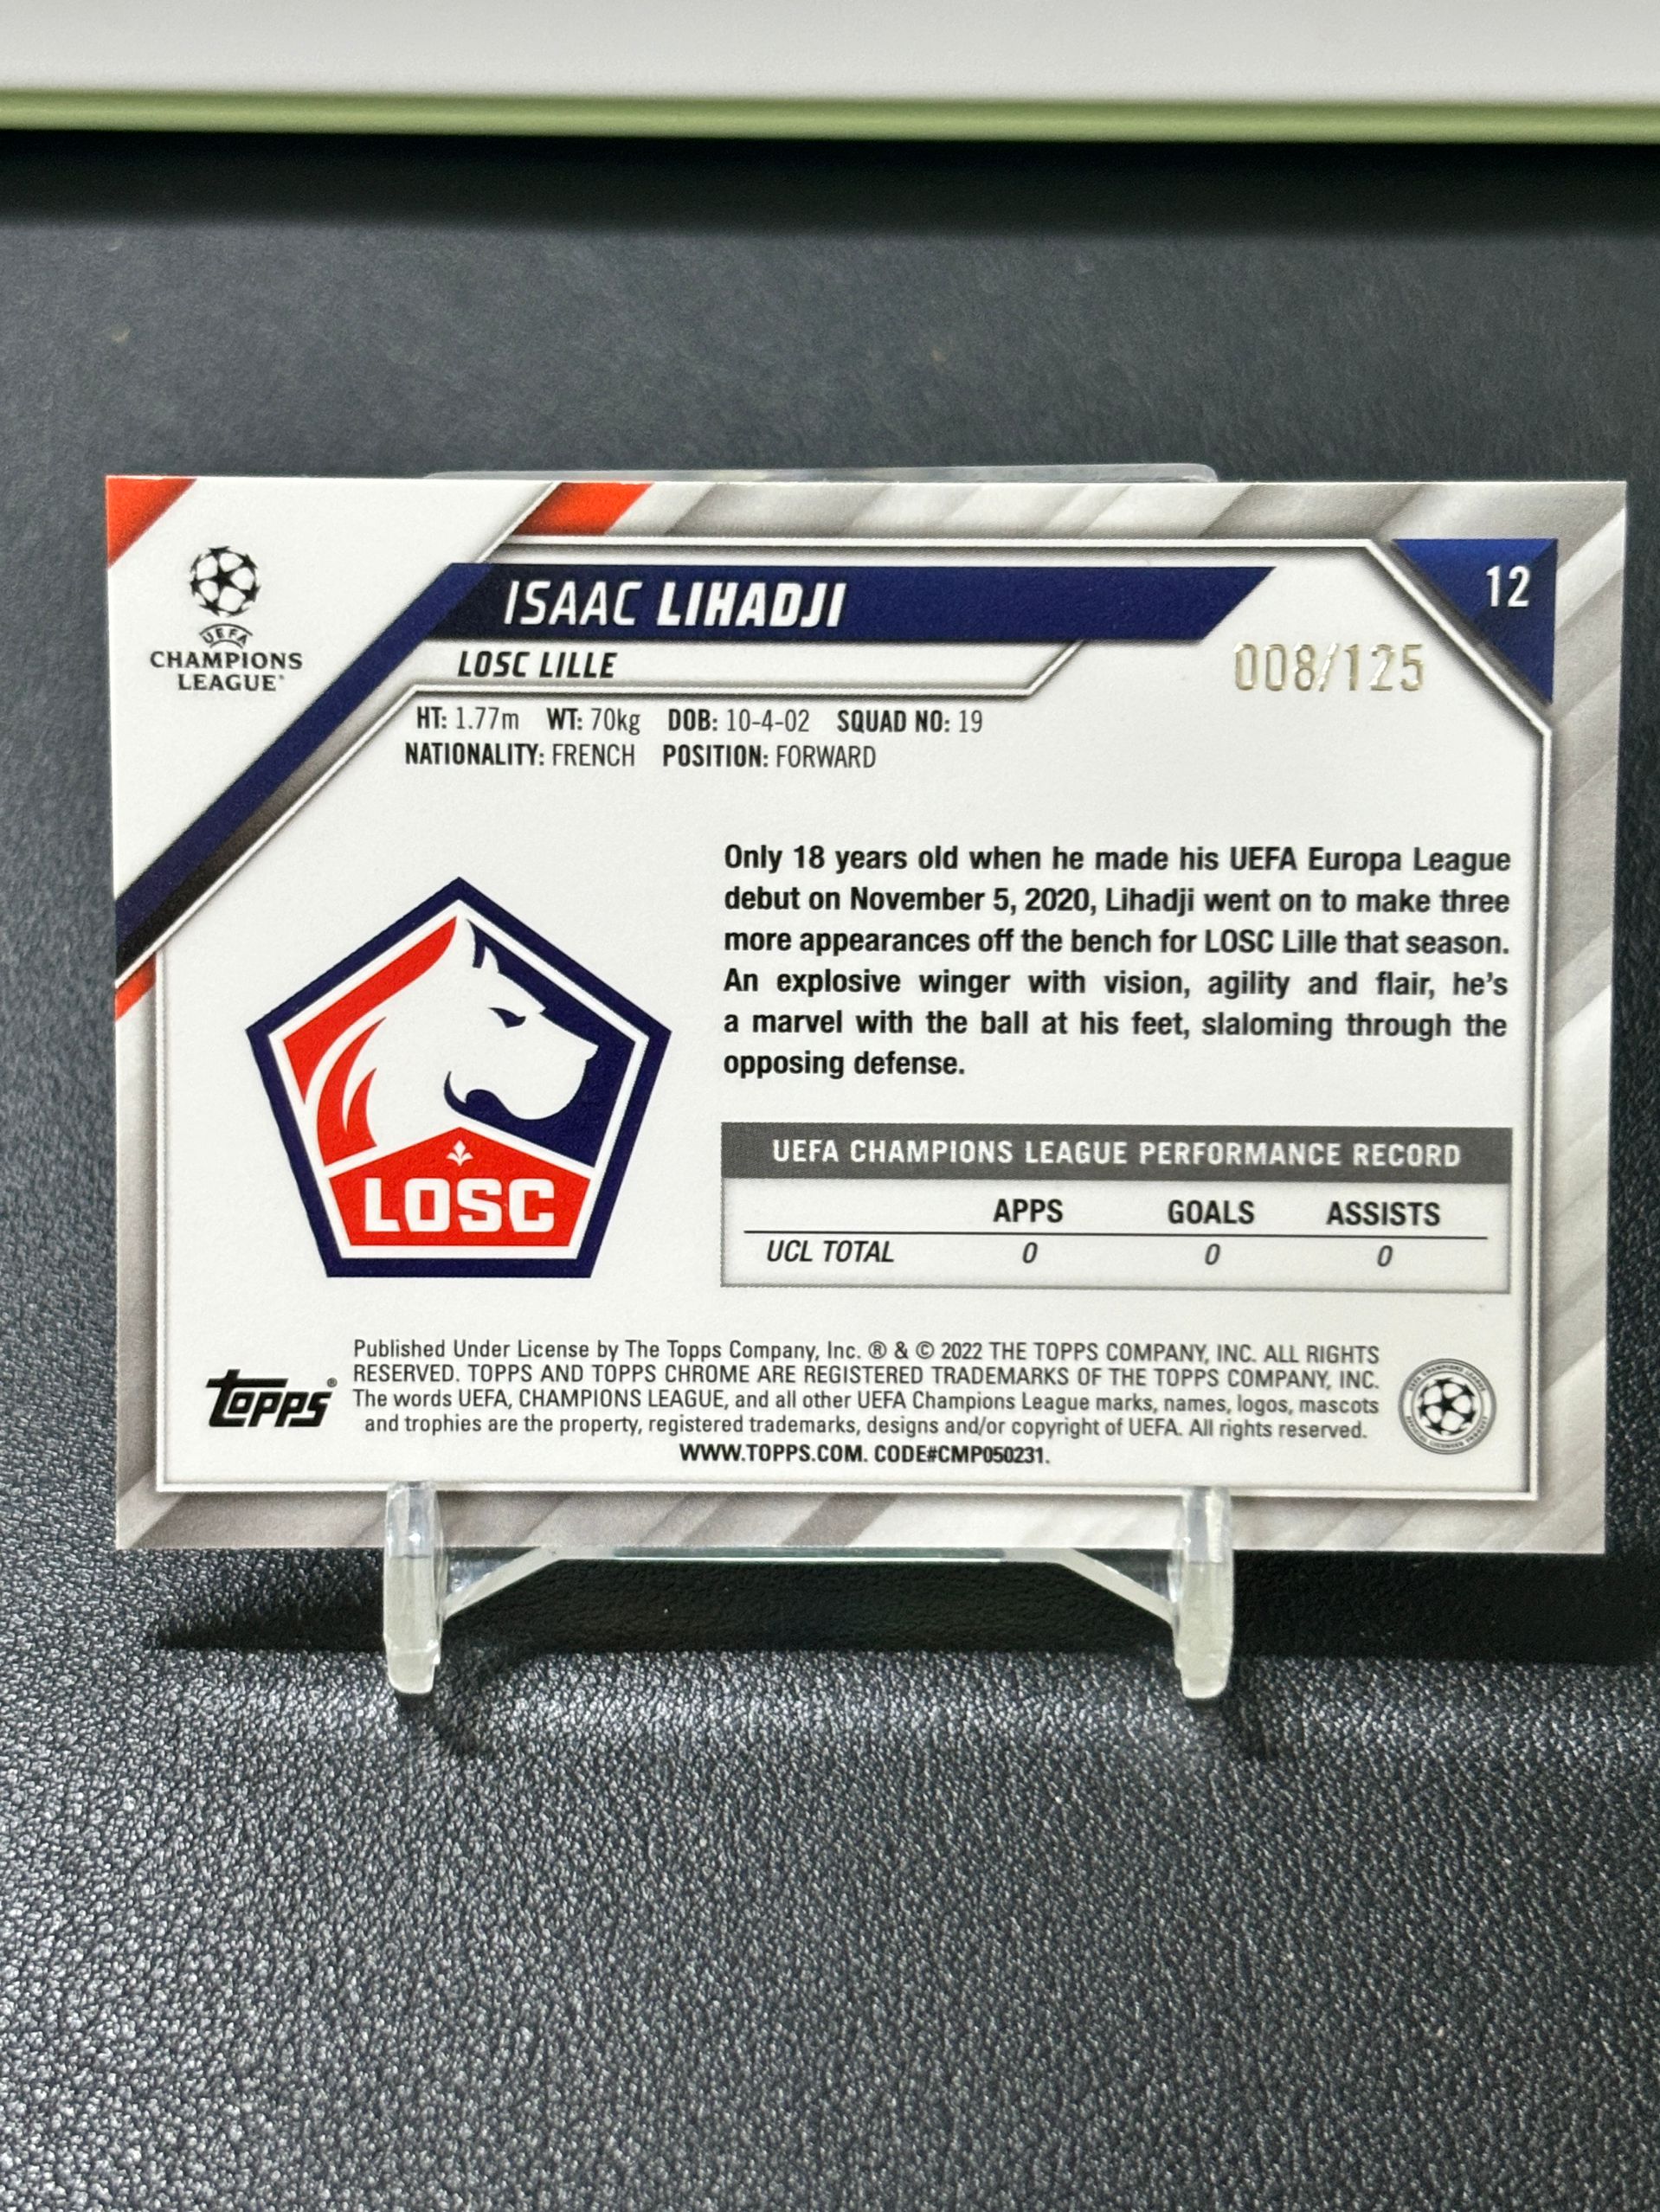 UEFA
CHAMPIONS
LEAGUE®
ISAAC LIHADJI
12
LOSC LILLE
008/125
HT: 1.77m WT: 70kg DOB: 10-4-02 SQUAD NO: 19
NATIONALITY: FRENCH POSITION: FORWARD
Only 18 years old when he made his UEFA Europa League
debut on November 5, 2020, Lihadji went on to make three
more appearances off the bench for LOSC Lille that season.
An explosive winger with vision, agility and flair, he's
a marvel with the ball at his feet, slaloming through the
opposing defense.
LOSC
UEFA CHAMPIONS LEAGUE PERFORMANCE RECORD
APPS GOALS ASSISTS
UCL TOTAL 0 0 0
Published Under License by The Topps Company, Inc. ® & © 2022 THE TOPPS COMPANY, INC. ALL RIGHTS
RESERVED. TOPPS AND TOPPS CHROME ARE REGISTERED TRADEMARKS OF THE TOPPS COMPANY, INC.
The words UEFA, CHAMPIONS LEAGUE, and all other UEFA Champions League marks, names, logos, mascots
and trophies are the property, registered trademarks, designs and/or copyright of UEFA. All rights reserved.
WWW.TOPPS.COM. CODE#CMP050231.
topps®